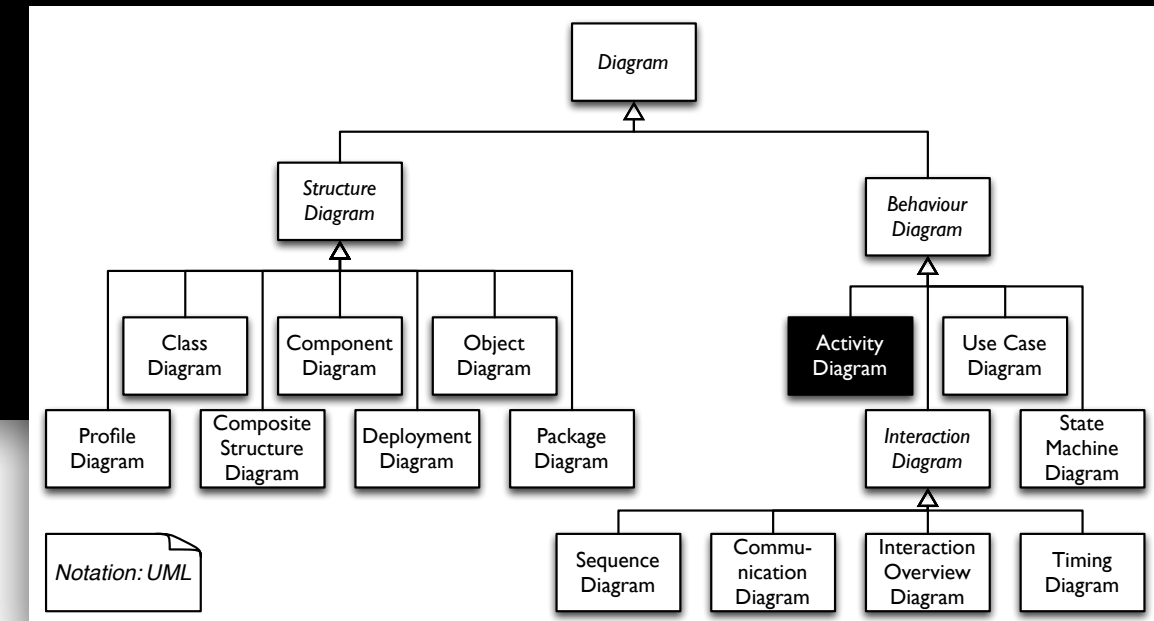 Diagram
Structure
Diagram
Behaviour
Diagram
Class
Diagram
Component
Diagram
Object
Diagram
Activity
Diagram
Use Case
Diagram
Profile
Diagram
Composite
Structure
Diagram
Deployment
Diagram
Package
Diagram
Interaction
Diagram
State
Machine
Diagram
Notation: UML
Sequence
Diagram
Commu-
nication
Diagram
Interaction
Overview
Diagram
Timing
Diagram